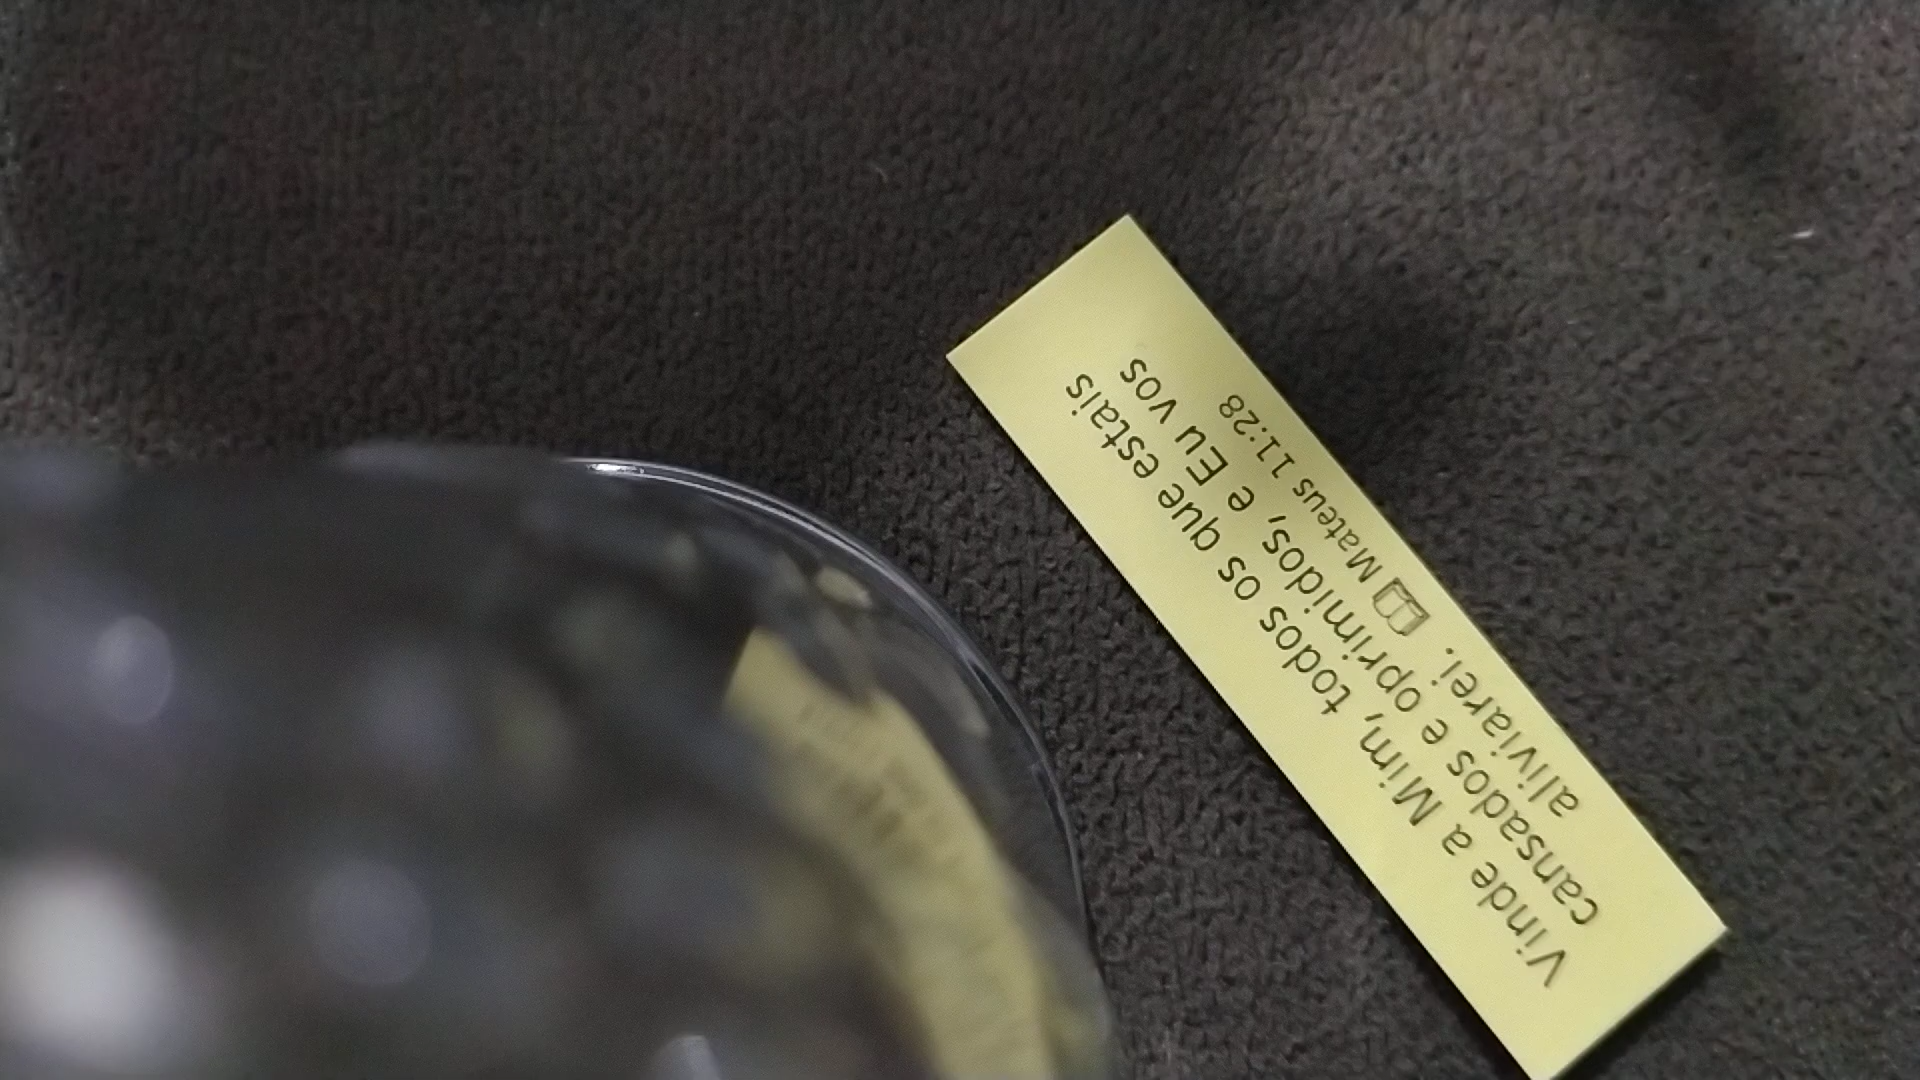 Vinde a Mim, todos os que estais
cansados e oprimidos, e Eu vos
aliviarei. Mateus 11:28